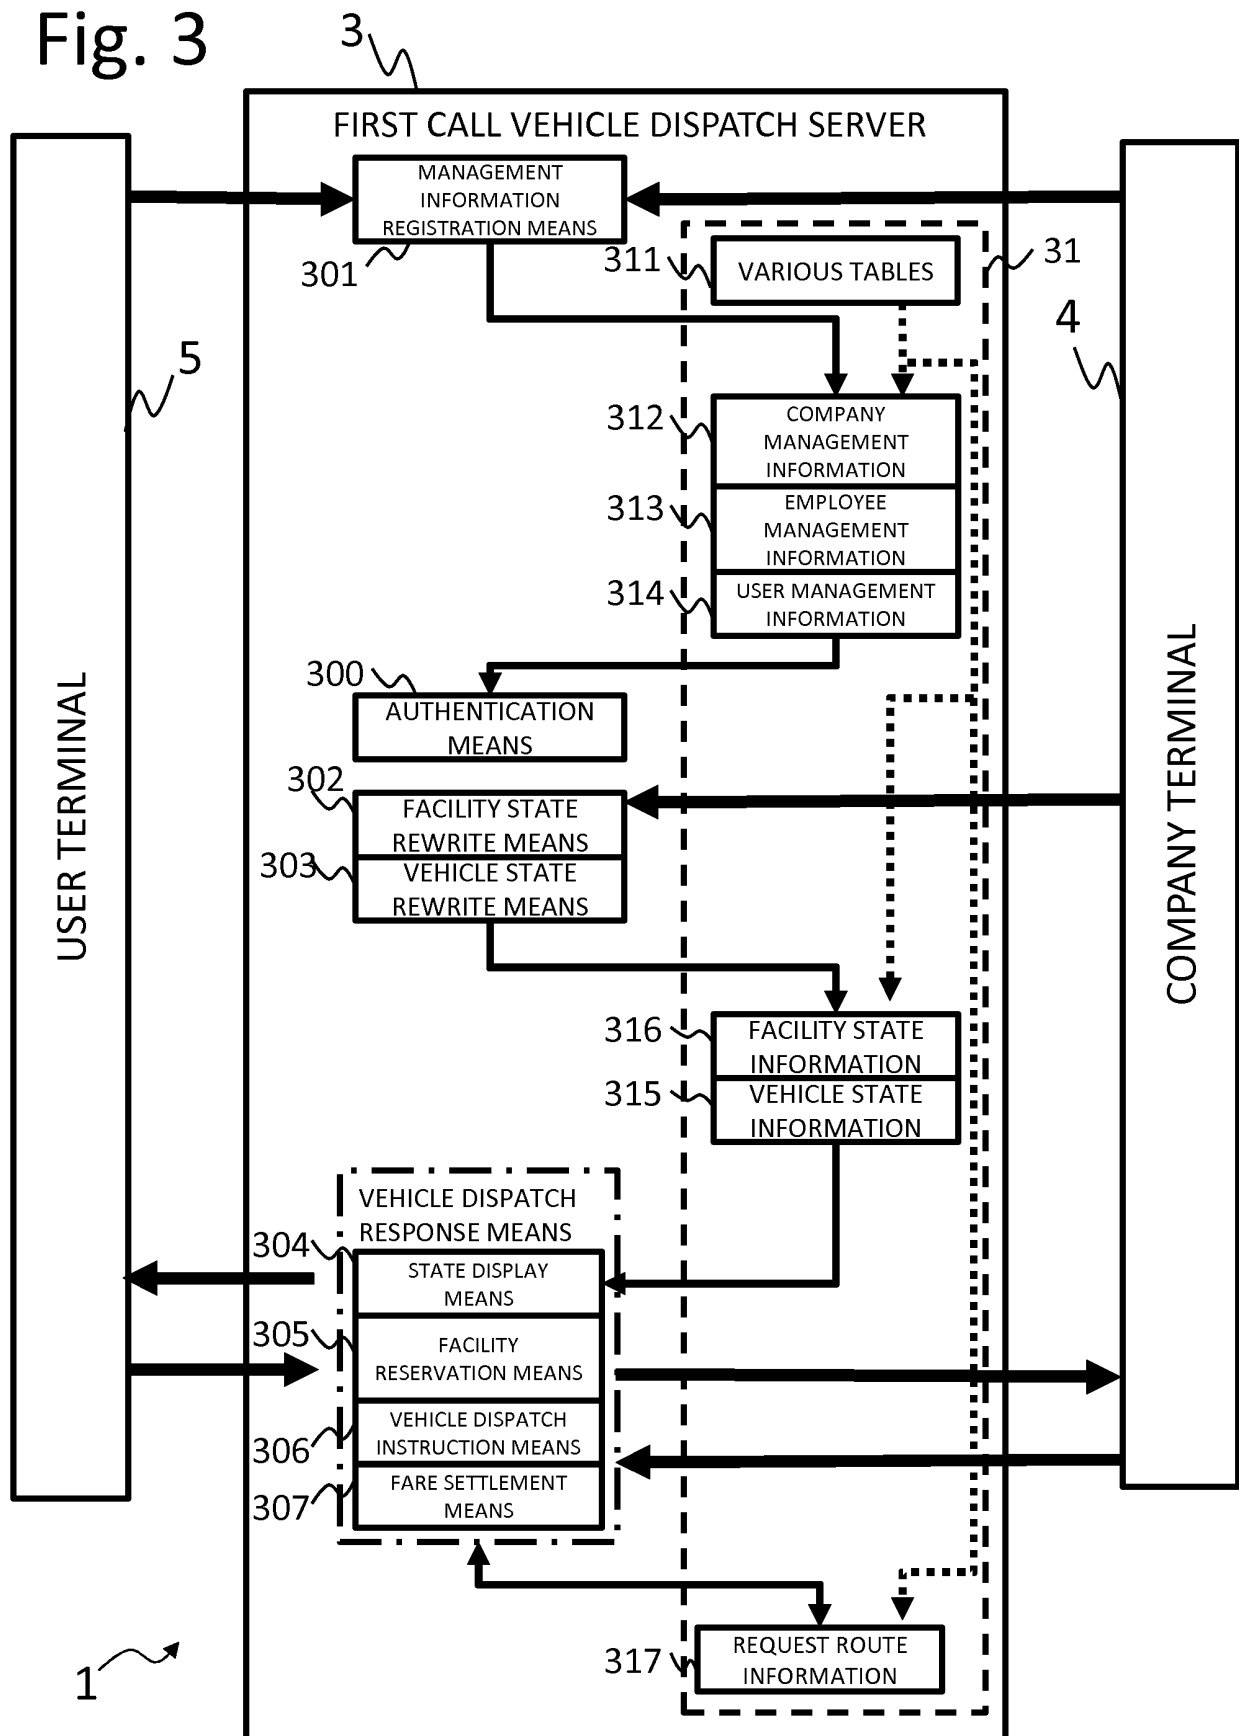 Fig. 3
3
FIRST CALL VEHICLE DISPATCH SERVER
MANAGEMENT
INFORMATION
REGISTRATION MEANS
301
311
VARIOUS TABLES
31
4
5
312
COMPANY
MANAGEMENT
INFORMATION
313
EMPLOYEE
MANAGEMENT
INFORMATION
314
USER MANAGEMENT
INFORMATION
300
AUTHENTICATION
MEANS
USER TERMINAL
COMPANY TERMINAL
302
FACILITY STATE
REWRITE MEANS
303
VEHICLE STATE
REWRITE MEANS
316
FACILITY STATE
INFORMATION
315
VEHICLE STATE
INFORMATION
VEHICLE DISPATCH
RESPONSE MEANS
304
STATE DISPLAY
MEANS
305
FACILITY
RESERVATION MEANS
306
VEHICLE DISPATCH
INSTRUCTION MEANS
307
FARE SETTLEMENT
MEANS
317
REQUEST ROUTE
INFORMATION
1